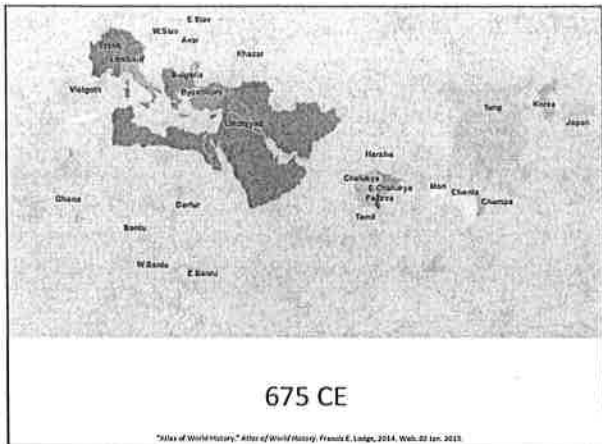 E.Slav
W.Slav
Avar
Khazar
Frank
Lombard
Bulgaria
Visigoth
Byzantium
Umayyad
Tang
Korea
Japan
Harsha
Chalukya
E.Chalukya
Pallava
Tamil
Mon
Chenla
Champa
Ghana
Darfur
Bantu
W.Bantu
E.Bantu
675 CE
"Atlas of World History." Atlas of World History. Francis E. Lodge, 2014. Web. 02 Jan. 2015.